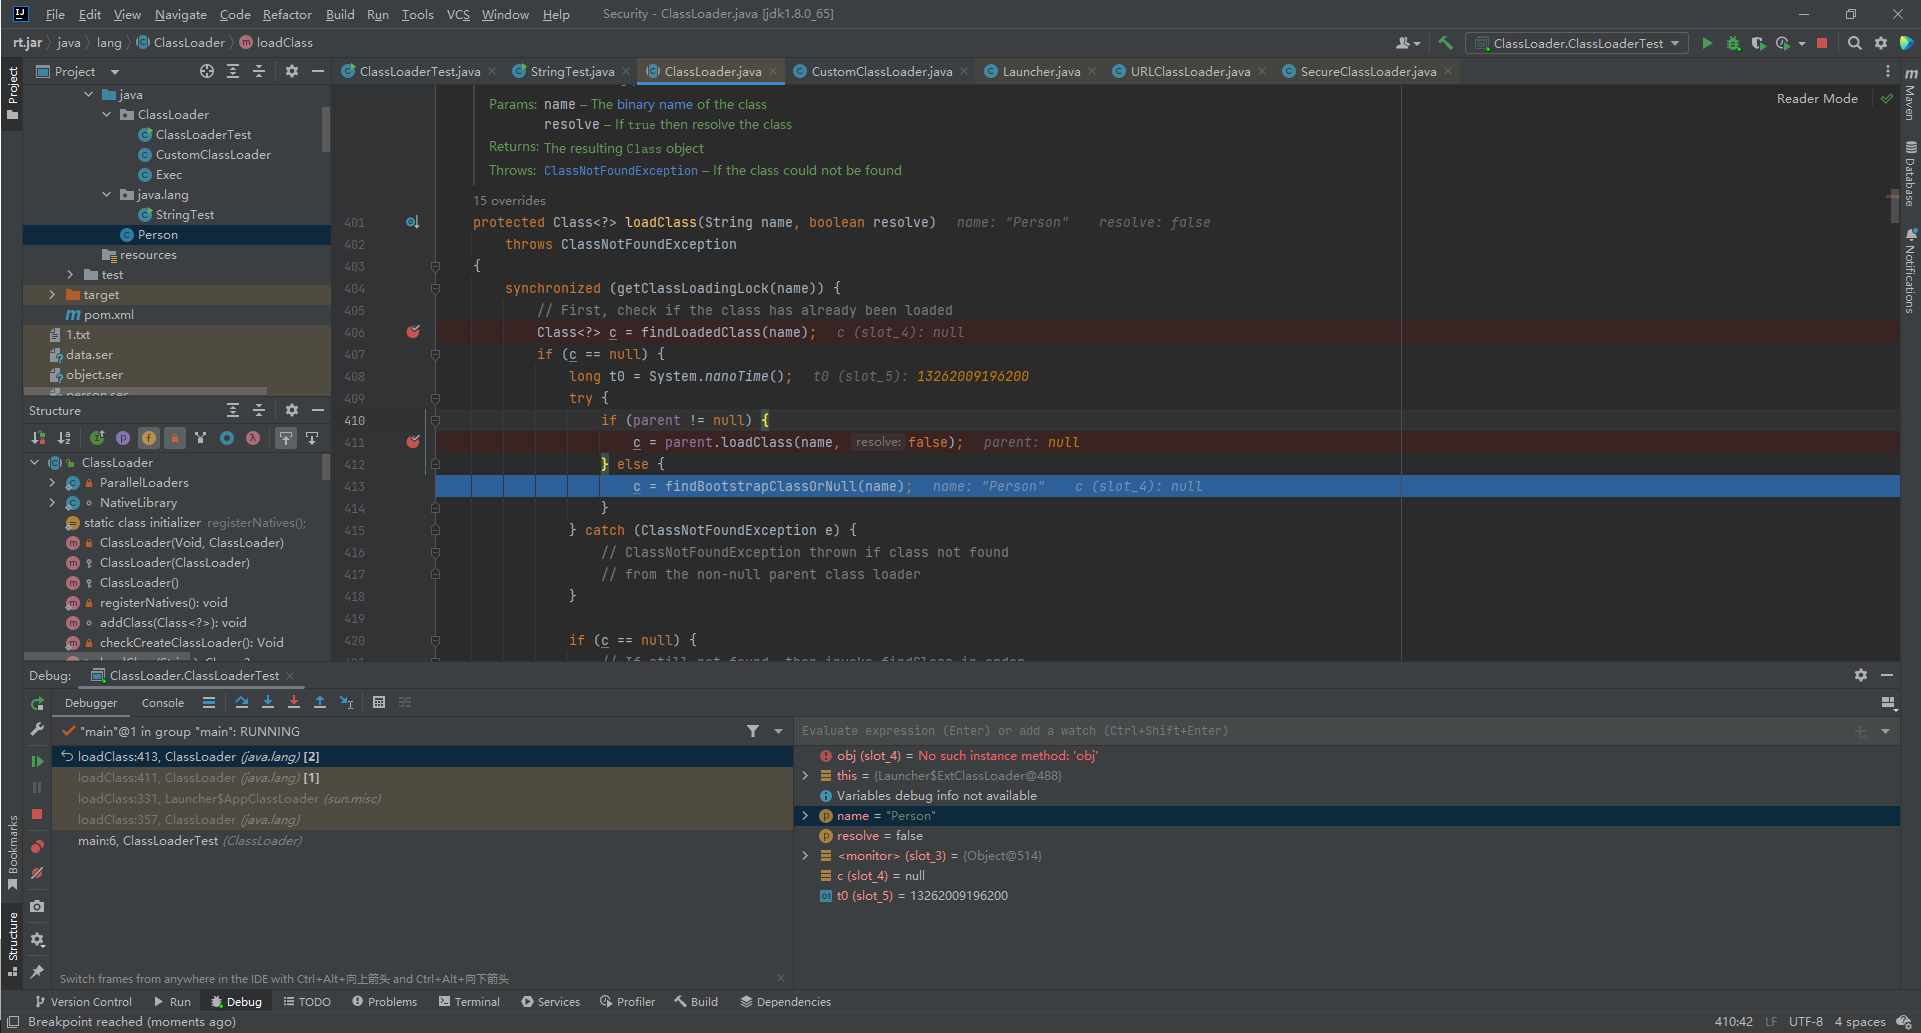 File Edit View Navigate Code Refactor Build Run Tools VCS Window Help Security - ClassLoader.java [jdk1.8.0_65]
rt.jar java lang ClassLoader loadClass
ClassLoader.ClassLoaderTest
Project
ClassLoaderTest.java StringTest.java ClassLoader.java CustomClassLoader.java Launcher.java URLClassLoader.java SecureClassLoader.java
Project
Maven
Database
Notifications
java
ClassLoader
ClassLoaderTest
CustomClassLoader
Exec
java.lang
StringTest
Person
resources
test
target
pom.xml
1.txt
data.ser
object.ser
person.ser
Reader Mode
Params: name – The binary name of the class
resolve – If true then resolve the class
Returns: The resulting Class object
Throws: ClassNotFoundException – If the class could not be found
15 overrides
401 protected Class<?> loadClass(String name, boolean resolve) name: "Person" resolve: false
402 throws ClassNotFoundException
403 {
404 synchronized (getClassLoadingLock(name)) {
405 // First, check if the class has already been loaded
406 Class<?> c = findLoadedClass(name); c (slot_4): null
407 if (c == null) {
408 long t0 = System.nanoTime(); t0 (slot_5): 13262009196200
409 try {
410 if (parent != null) {
411 c = parent.loadClass(name, resolve: false); parent: null
412 } else {
413 c = findBootstrapClassOrNull(name); name: "Person" c (slot_4): null
414 }
415 } catch (ClassNotFoundException e) {
416 // ClassNotFoundException thrown if class not found
417 // from the non-null parent class loader
418 }
419
420 if (c == null) {
421 // If still not found, then invoke findClass in order
Structure
ClassLoader
ParallelLoaders
NativeLibrary
static class initializer registerNatives();
ClassLoader(Void, ClassLoader)
ClassLoader(ClassLoader)
ClassLoader()
registerNatives(): void
addClass(Class<?>): void
checkCreateClassLoader(): Void
Debug: ClassLoader.ClassLoaderTest
Debugger Console
"main"@1 in group "main": RUNNING
loadClass:413, ClassLoader (java.lang) [2]
loadClass:411, ClassLoader (java.lang) [1]
loadClass:331, Launcher$AppClassLoader (sun.misc)
loadClass:357, ClassLoader (java.lang)
main:6, ClassLoaderTest (ClassLoader)
Switch frames from anywhere in the IDE with Ctrl+Alt+向上箭头 and Ctrl+Alt+向下箭头
Evaluate expression (Enter) or add a watch (Ctrl+Shift+Enter)
obj (slot_4) = No such instance method: 'obj'
this = {Launcher$ExtClassLoader@488}
Variables debug info not available
name = "Person"
resolve = false
<monitor> (slot_3) = {Object@514}
c (slot_4) = null
t0 (slot_5) = 13262009196200
Bookmarks
Structure
Version Control Run Debug TODO Problems Terminal Services Profiler Build Dependencies
Breakpoint reached (moments ago) 410:42 LF UTF-8 4 spaces